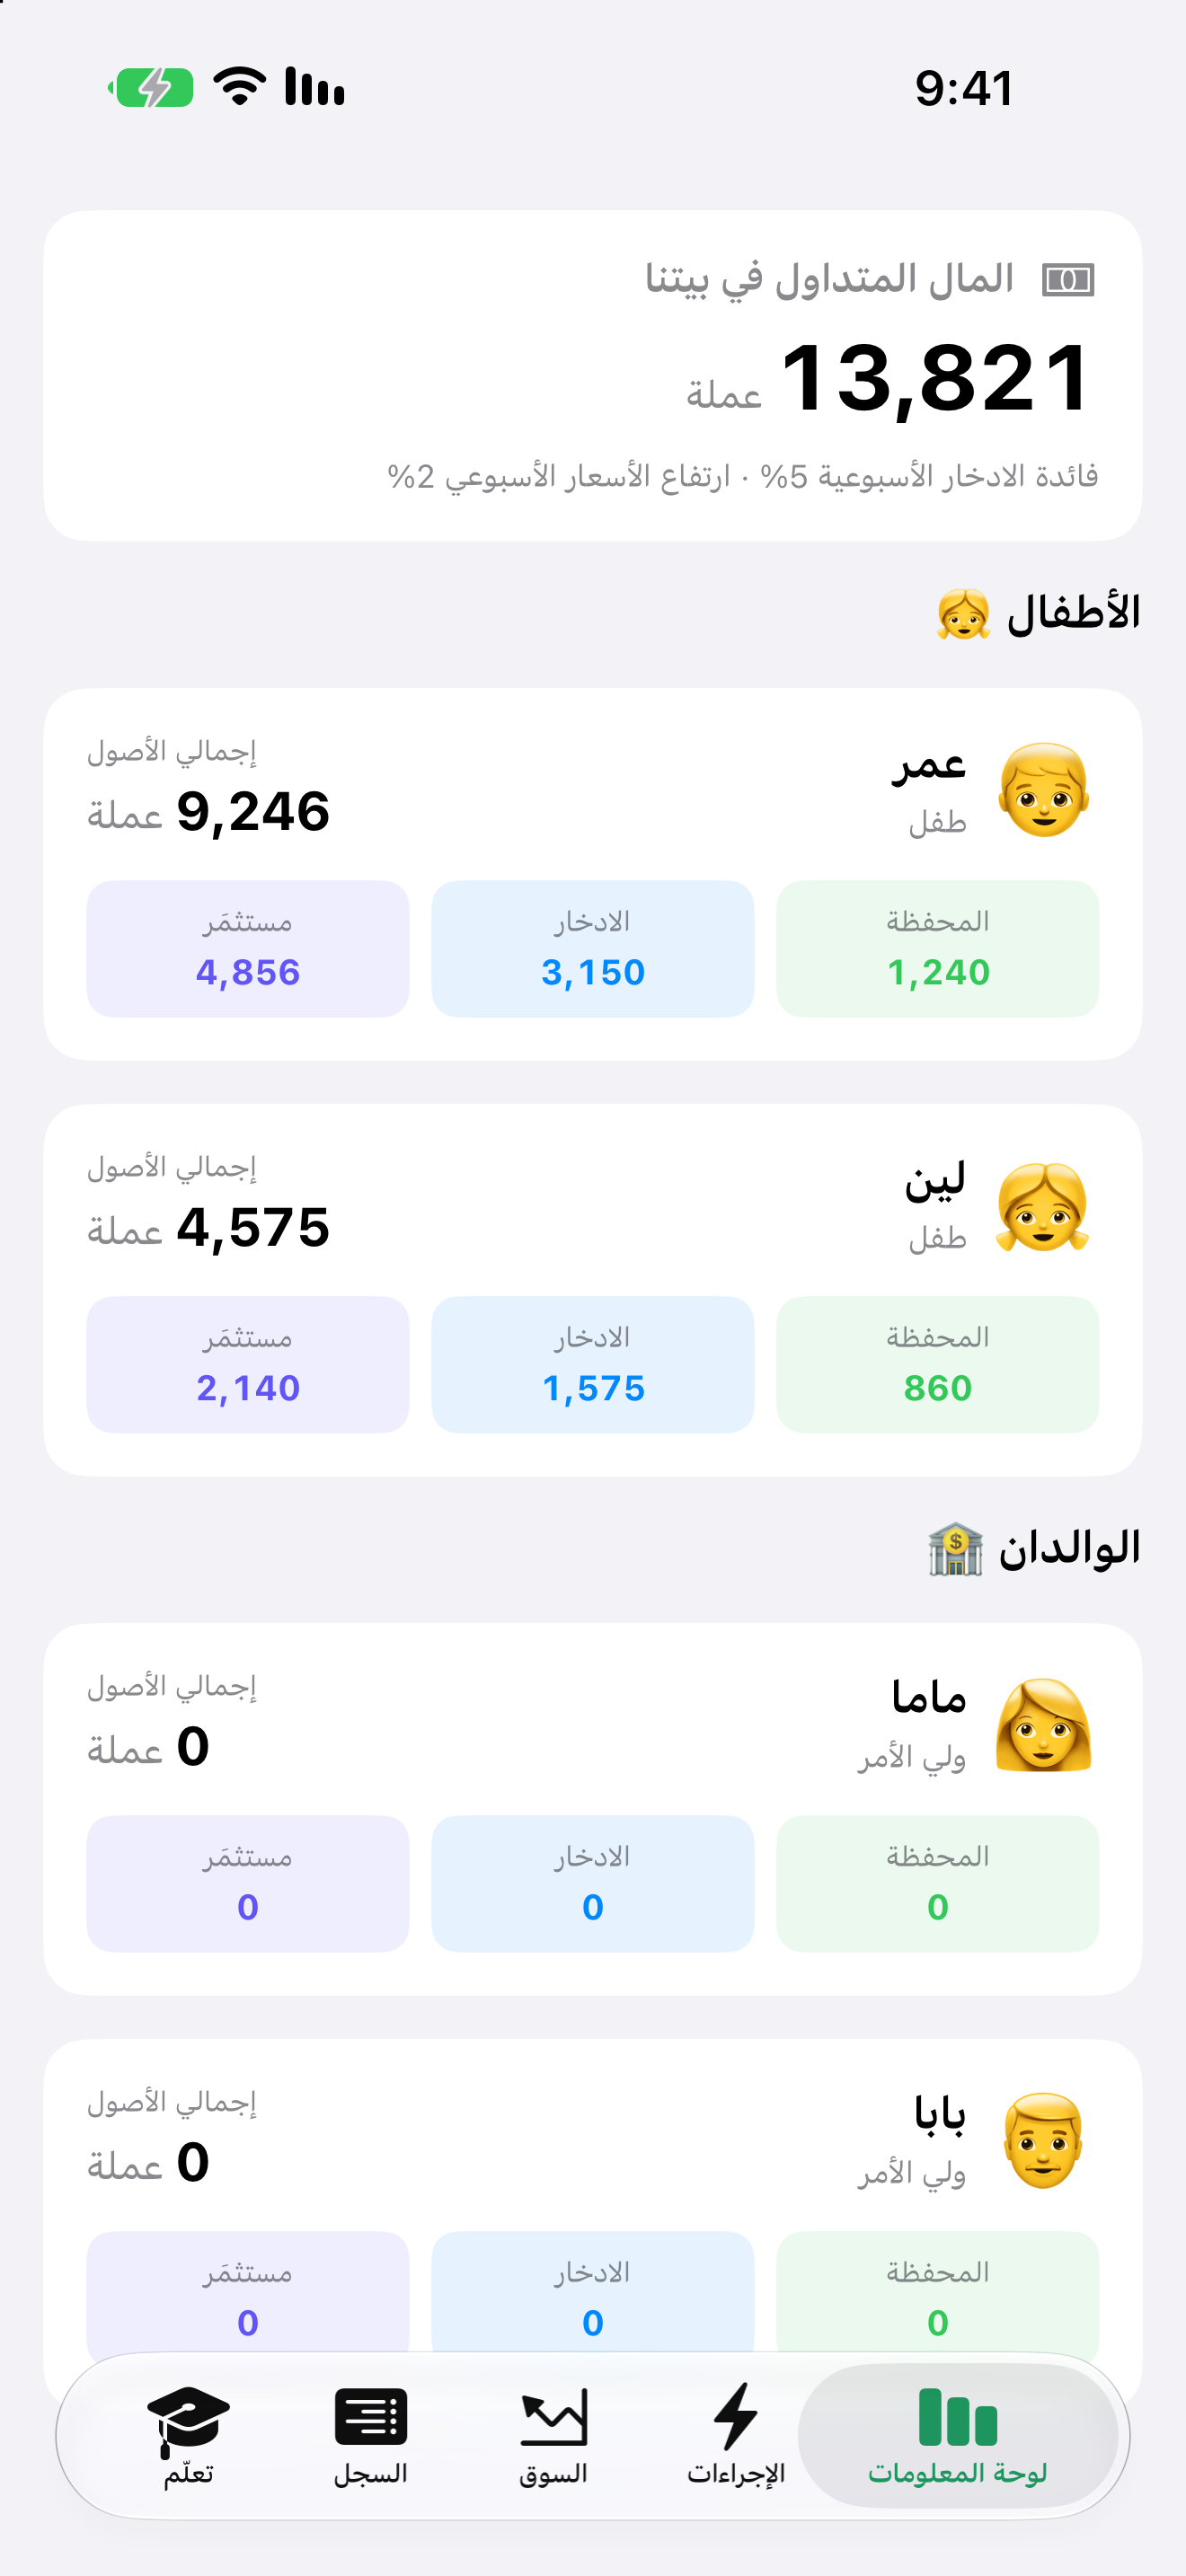 9:41
المال المتداول في بيتنا
13,821 عملة
فائدة الادخار الأسبوعية 5% · ارتفاع الأسعار الأسبوعي 2%
الأطفال 👧
عمر
طفل
إجمالي الأصول
9,246 عملة
المحفظة
1,240
الادخار
3,150
مستثمَر
4,856
لين
طفل
إجمالي الأصول
4,575 عملة
المحفظة
860
الادخار
1,575
مستثمَر
2,140
الوالدان 🏦
ماما
ولي الأمر
إجمالي الأصول
0 عملة
المحفظة
0
الادخار
0
مستثمَر
0
بابا
ولي الأمر
إجمالي الأصول
0 عملة
المحفظة
0
الادخار
0
مستثمَر
0
لوحة المعلومات
الإجراءات
السوق
السجل
تعلّم